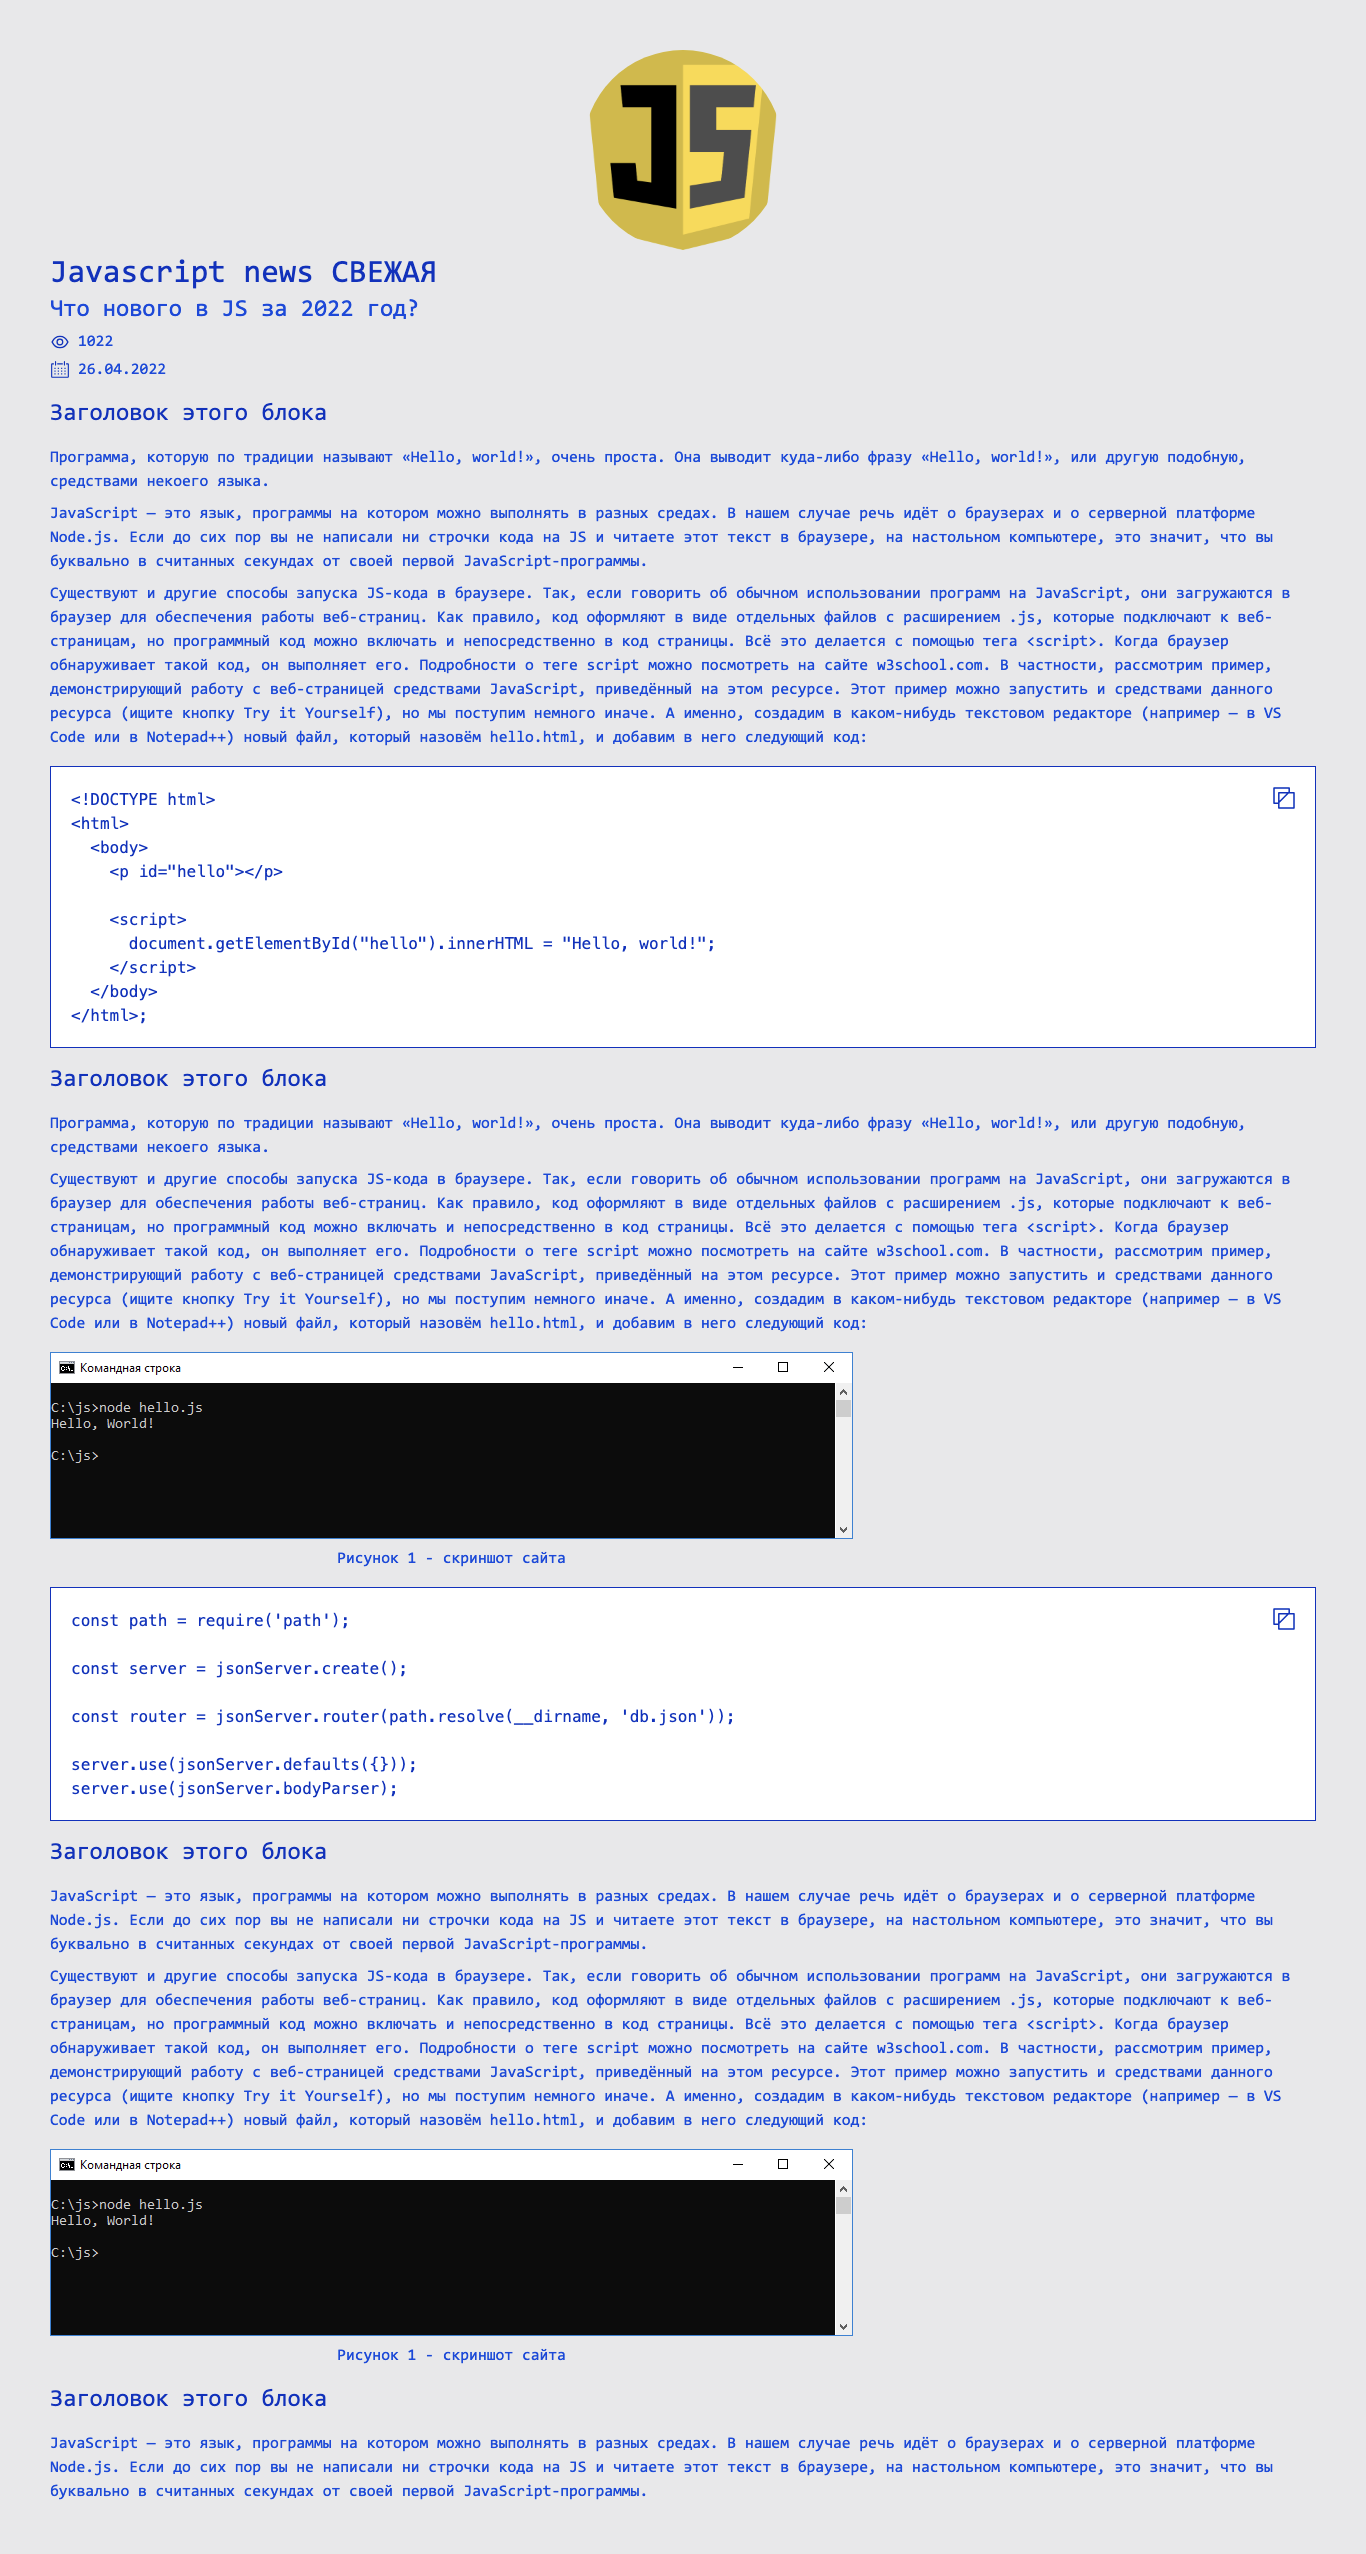 JS
Javascript news СВЕЖАЯ
Что нового в JS за 2022 год?
1022
26.04.2022
Заголовок этого блока
Программа, которую по традиции называют «Hello, world!», очень проста. Она выводит куда-либо фразу «Hello, world!», или другую подобную,
средствами некоего языка.
JavaScript — это язык, программы на котором можно выполнять в разных средах. В нашем случае речь идёт о браузерах и о серверной платформе
Node.js. Если до сих пор вы не написали ни строчки кода на JS и читаете этот текст в браузере, на настольном компьютере, это значит, что вы
буквально в считанных секундах от своей первой JavaScript-программы.
Существуют и другие способы запуска JS-кода в браузере. Так, если говорить об обычном использовании программ на JavaScript, они загружаются в
браузер для обеспечения работы веб-страниц. Как правило, код оформляют в виде отдельных файлов с расширением .js, которые подключают к веб-
страницам, но программный код можно включать и непосредственно в код страницы. Всё это делается с помощью тега <script>. Когда браузер
обнаруживает такой код, он выполняет его. Подробности о теге script можно посмотреть на сайте w3school.com. В частности, рассмотрим пример,
демонстрирующий работу с веб-страницей средствами JavaScript, приведённый на этом ресурсе. Этот пример можно запустить и средствами данного
ресурса (ищите кнопку Try it Yourself), но мы поступим немного иначе. А именно, создадим в каком-нибудь текстовом редакторе (например — в VS
Code или в Notepad++) новый файл, который назовём hello.html, и добавим в него следующий код:
<!DOCTYPE html>
<html>
  <body>
    <p id="hello"></p>

    <script>
      document.getElementById("hello").innerHTML = "Hello, world!";
    </script>
  </body>
</html>;
Заголовок этого блока
Программа, которую по традиции называют «Hello, world!», очень проста. Она выводит куда-либо фразу «Hello, world!», или другую подобную,
средствами некоего языка.
Существуют и другие способы запуска JS-кода в браузере. Так, если говорить об обычном использовании программ на JavaScript, они загружаются в
браузер для обеспечения работы веб-страниц. Как правило, код оформляют в виде отдельных файлов с расширением .js, которые подключают к веб-
страницам, но программный код можно включать и непосредственно в код страницы. Всё это делается с помощью тега <script>. Когда браузер
обнаруживает такой код, он выполняет его. Подробности о теге script можно посмотреть на сайте w3school.com. В частности, рассмотрим пример,
демонстрирующий работу с веб-страницей средствами JavaScript, приведённый на этом ресурсе. Этот пример можно запустить и средствами данного
ресурса (ищите кнопку Try it Yourself), но мы поступим немного иначе. А именно, создадим в каком-нибудь текстовом редакторе (например — в VS
Code или в Notepad++) новый файл, который назовём hello.html, и добавим в него следующий код:
C:\. Командная строка
C:\js>node hello.js
Hello, World!
C:\js>
Рисунок 1 - скриншот сайта
const path = require('path');

const server = jsonServer.create();

const router = jsonServer.router(path.resolve(__dirname, 'db.json'));

server.use(jsonServer.defaults({}));
server.use(jsonServer.bodyParser);
Заголовок этого блока
JavaScript — это язык, программы на котором можно выполнять в разных средах. В нашем случае речь идёт о браузерах и о серверной платформе
Node.js. Если до сих пор вы не написали ни строчки кода на JS и читаете этот текст в браузере, на настольном компьютере, это значит, что вы
буквально в считанных секундах от своей первой JavaScript-программы.
Существуют и другие способы запуска JS-кода в браузере. Так, если говорить об обычном использовании программ на JavaScript, они загружаются в
браузер для обеспечения работы веб-страниц. Как правило, код оформляют в виде отдельных файлов с расширением .js, которые подключают к веб-
страницам, но программный код можно включать и непосредственно в код страницы. Всё это делается с помощью тега <script>. Когда браузер
обнаруживает такой код, он выполняет его. Подробности о теге script можно посмотреть на сайте w3school.com. В частности, рассмотрим пример,
демонстрирующий работу с веб-страницей средствами JavaScript, приведённый на этом ресурсе. Этот пример можно запустить и средствами данного
ресурса (ищите кнопку Try it Yourself), но мы поступим немного иначе. А именно, создадим в каком-нибудь текстовом редакторе (например — в VS
Code или в Notepad++) новый файл, который назовём hello.html, и добавим в него следующий код:
C:\. Командная строка
C:\js>node hello.js
Hello, World!
C:\js>
Рисунок 1 - скриншот сайта
Заголовок этого блока
JavaScript — это язык, программы на котором можно выполнять в разных средах. В нашем случае речь идёт о браузерах и о серверной платформе
Node.js. Если до сих пор вы не написали ни строчки кода на JS и читаете этот текст в браузере, на настольном компьютере, это значит, что вы
буквально в считанных секундах от своей первой JavaScript-программы.